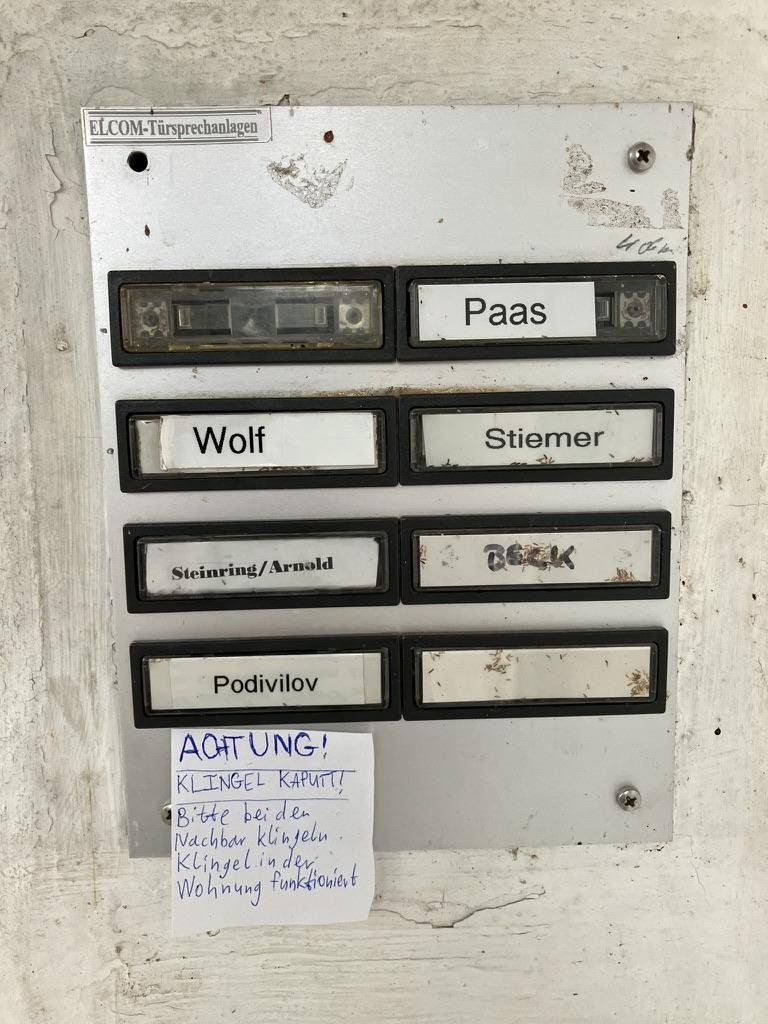 ELCOM-Türsprechanlagen
Paas
Wolf
Stiemer
Steinring/Arnold
BECK
Podivilov
ACHTUNG!
KLINGEL KAPUTT!
Bitte bei den
Nachbar klingeln.
Klingel in der
Wohnung funktioniert